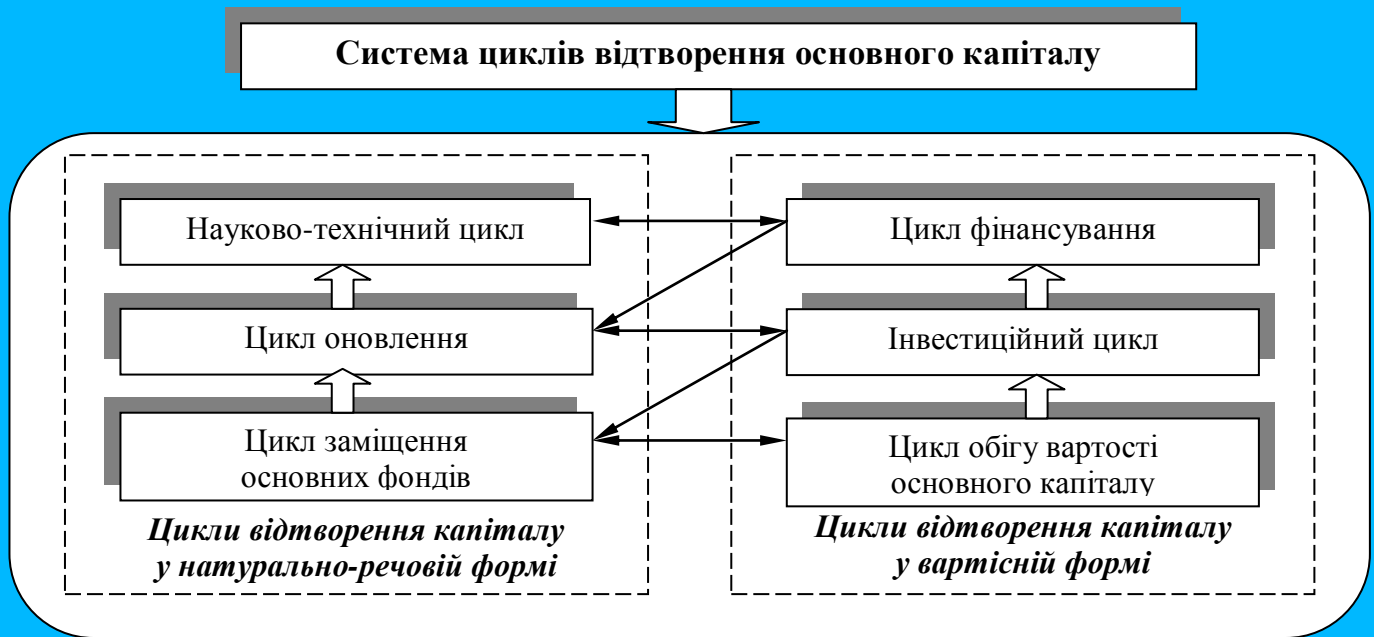 Система циклів відтворення основного капіталу
Науково-технічний цикл
Цикл оновлення
Цикл заміщення
основних фондів
Цикли відтворення капіталу
у натурально-речовій формі
Цикл фінансування
Інвестиційний цикл
Цикл обігу вартості
основного капіталу
Цикли відтворення капіталу
у вартісній формі